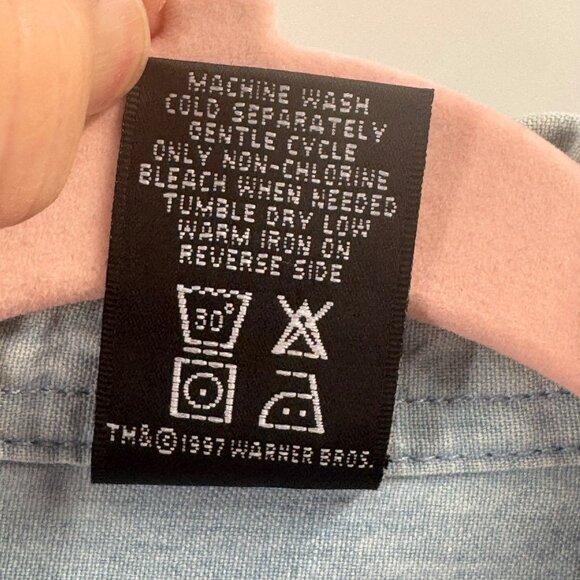 MACHINE WASH
COLD SEPARATELY
GENTLE CYCLE
ONLY NON-CHLORINE
BLEACH WHEN NEEDED
TUMBLE DRY LOW
WARM IRON ON
REVERSE SIDE
30°
TM&©1997 WARNER BROS.